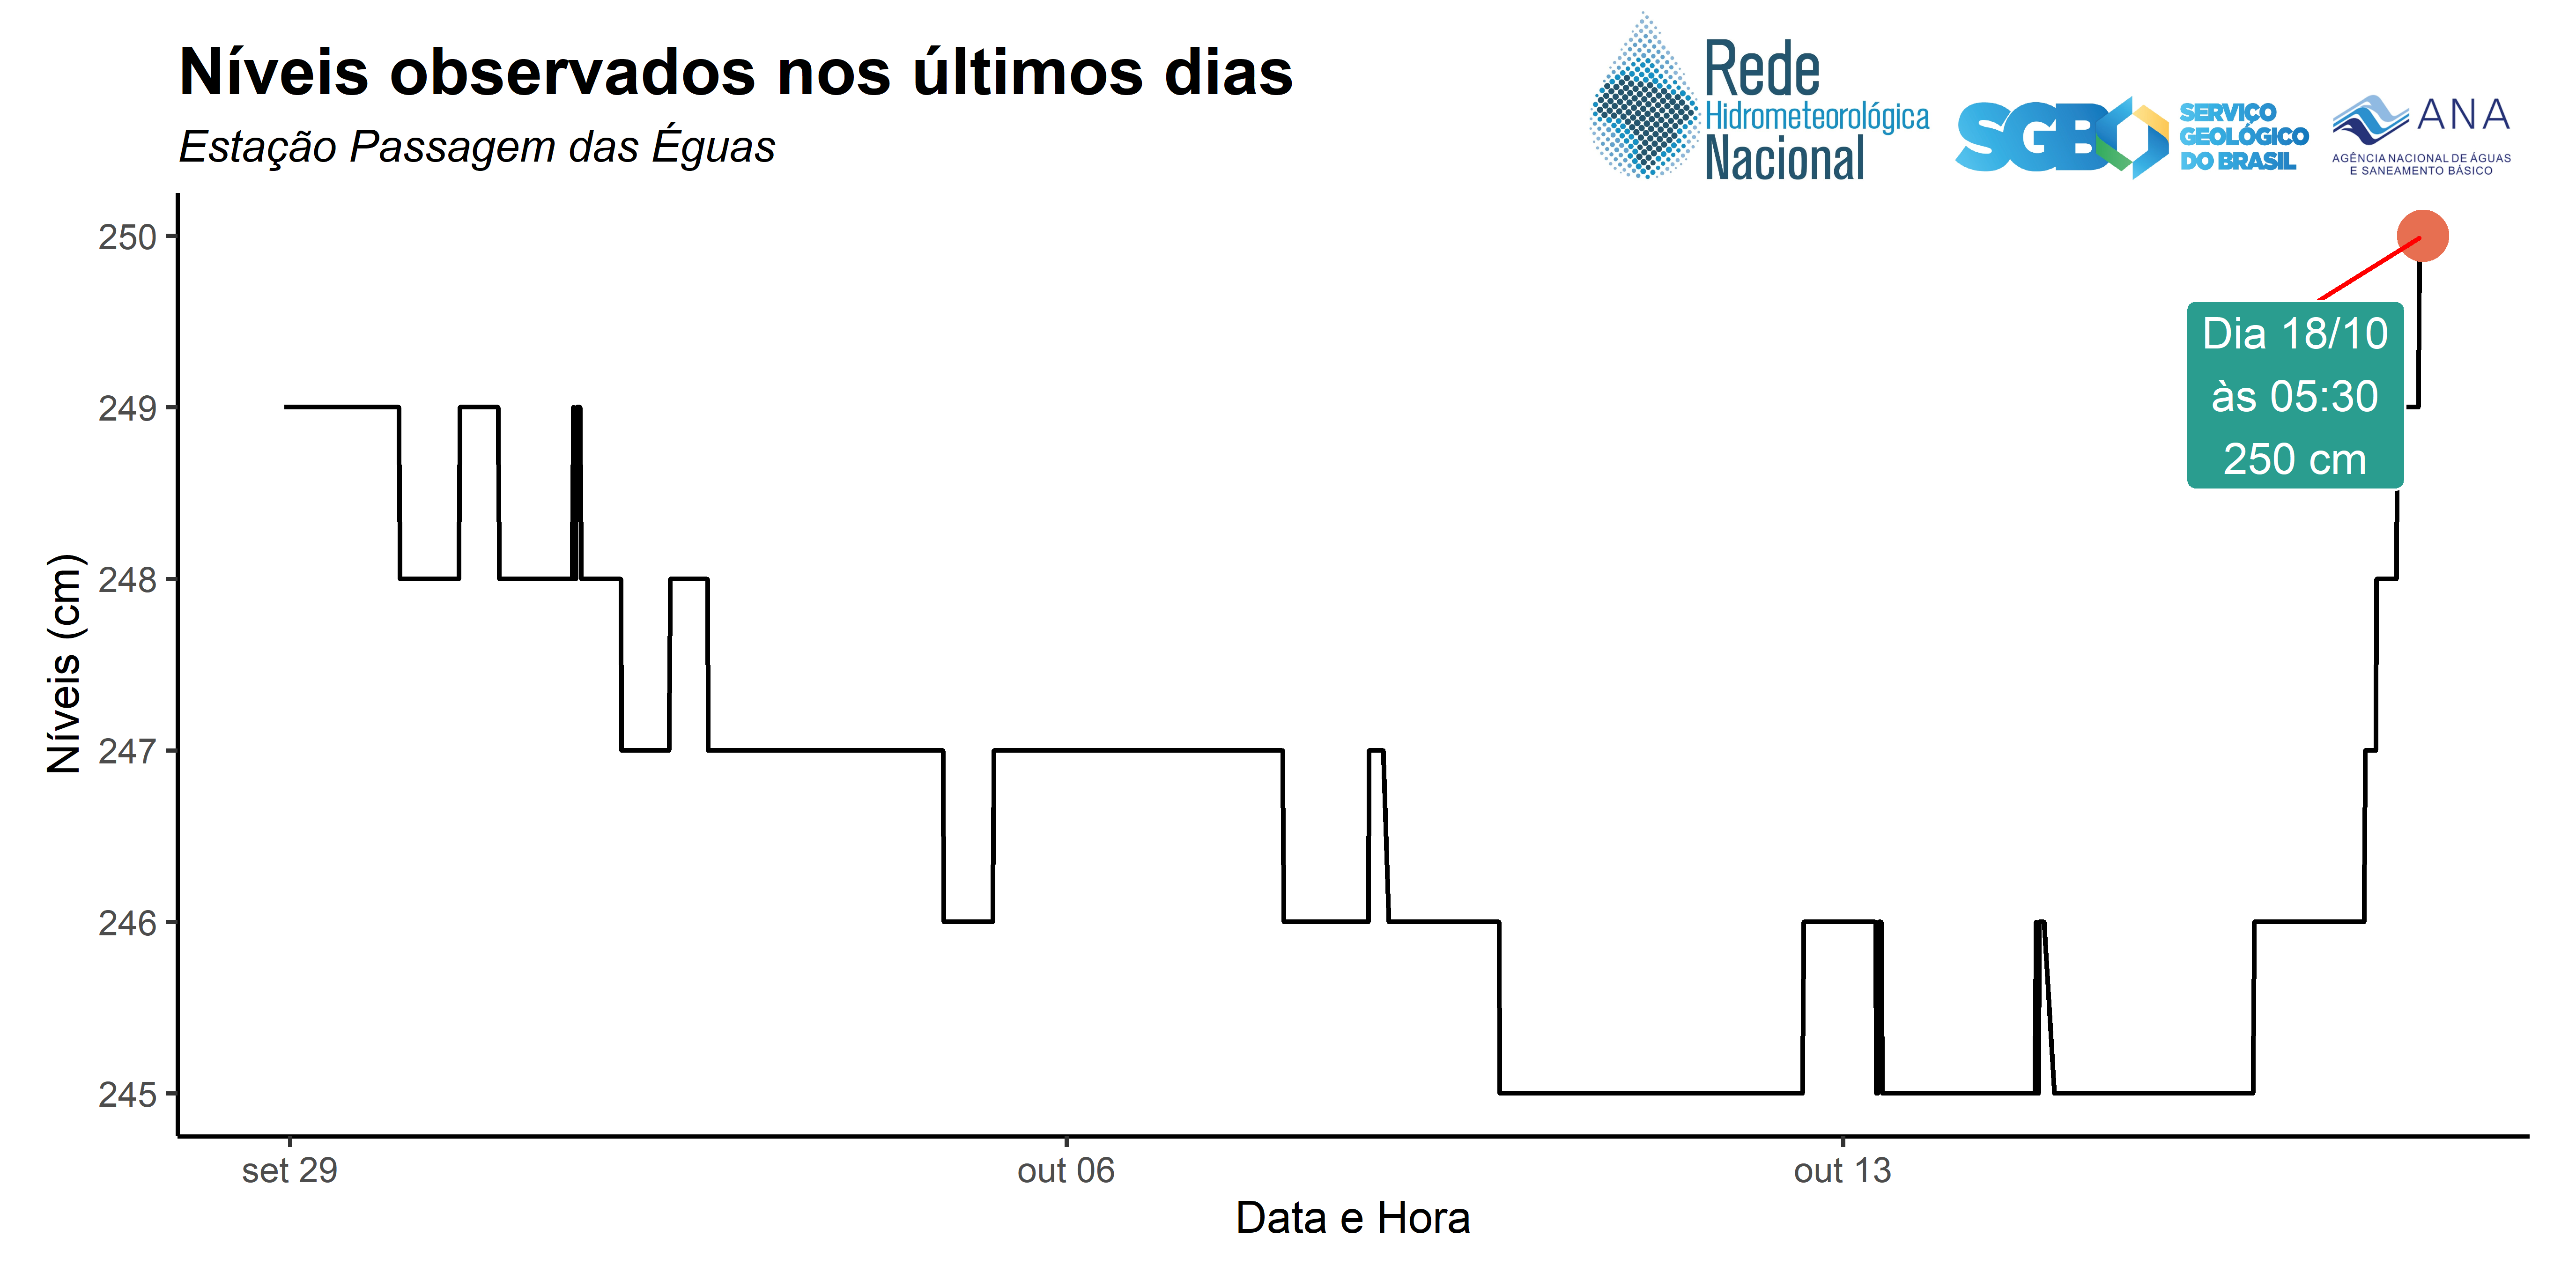 Níveis observados nos últimos dias
Estação Passagem das Éguas
Rede
Hidrometeorológica
Nacional
SGB
SERVIÇO
GEOLÓGICO
DO BRASIL
ANA
AGÊNCIA NACIONAL DE ÁGUAS
E SANEAMENTO BÁSICO
Níveis (cm)
250
249
248
247
246
245
Dia 18/10
às 05:30
250 cm
set 29
out 06
out 13
Data e Hora